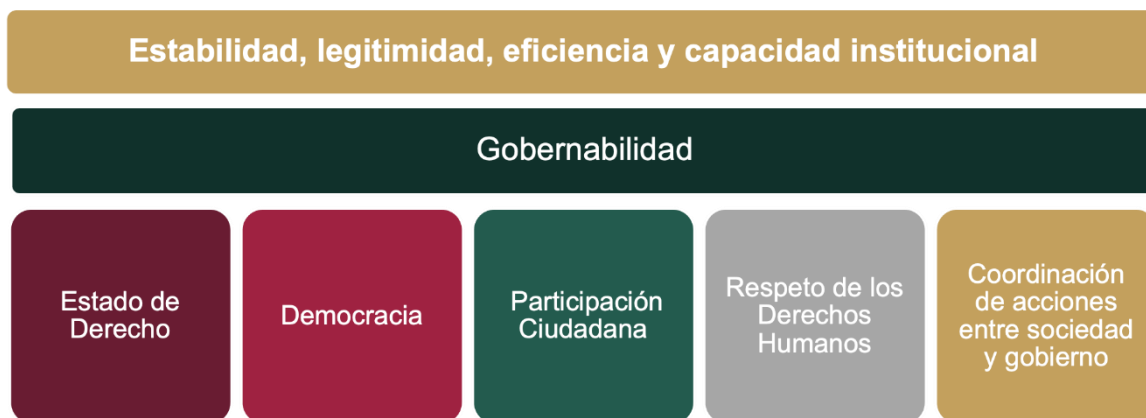 Estabilidad, legitimidad, eficiencia y capacidad institucional
Gobernabilidad
Estado de
Derecho
Democracia
Participación
Ciudadana
Respeto de los
Derechos
Humanos
Coordinación
de acciones
entre sociedad
y gobierno